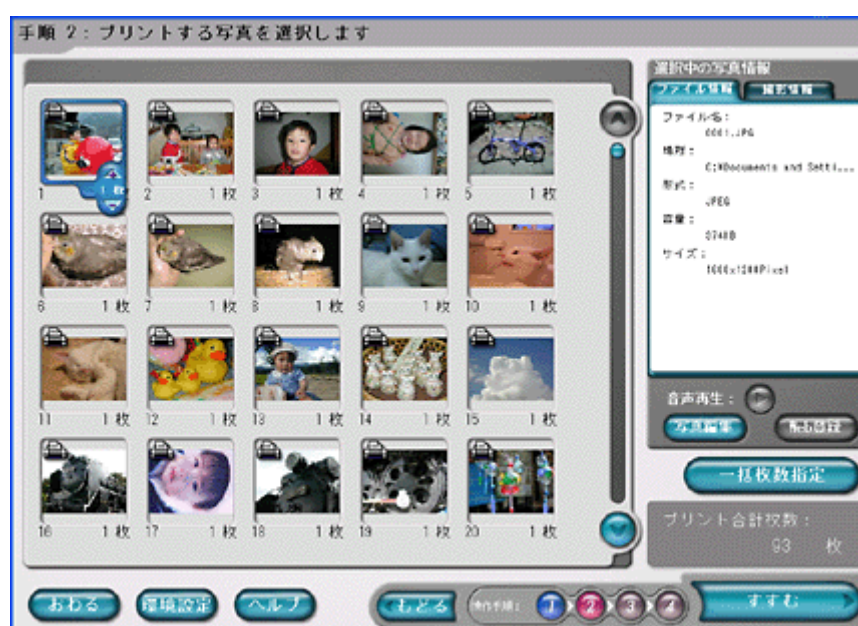 手順 2：プリントする写真を選択します
選択中の写真情報
ファイル情報 撮影情報
ファイル名：
0001.JPG
場所：
C:¥Documents and Setti...
形式：
JPEG
容量：
サイズ：
1 1 枚 2 1 枚 3 1 枚 4 1 枚 5 1 枚
6 1 枚 7 1 枚 8 1 枚 9 1 枚 10 1 枚
11 1 枚 12 1 枚 13 1 枚 14 1 枚 15 1 枚
16 1 枚 17 1 枚 18 1 枚 19 1 枚 20 1 枚
音声再生：
写真編集
一括枚数指定
プリント合計枚数：
93 枚
おわる 環境設定 ヘルプ もどる 操作手順： 1 2 3 4 すすむ